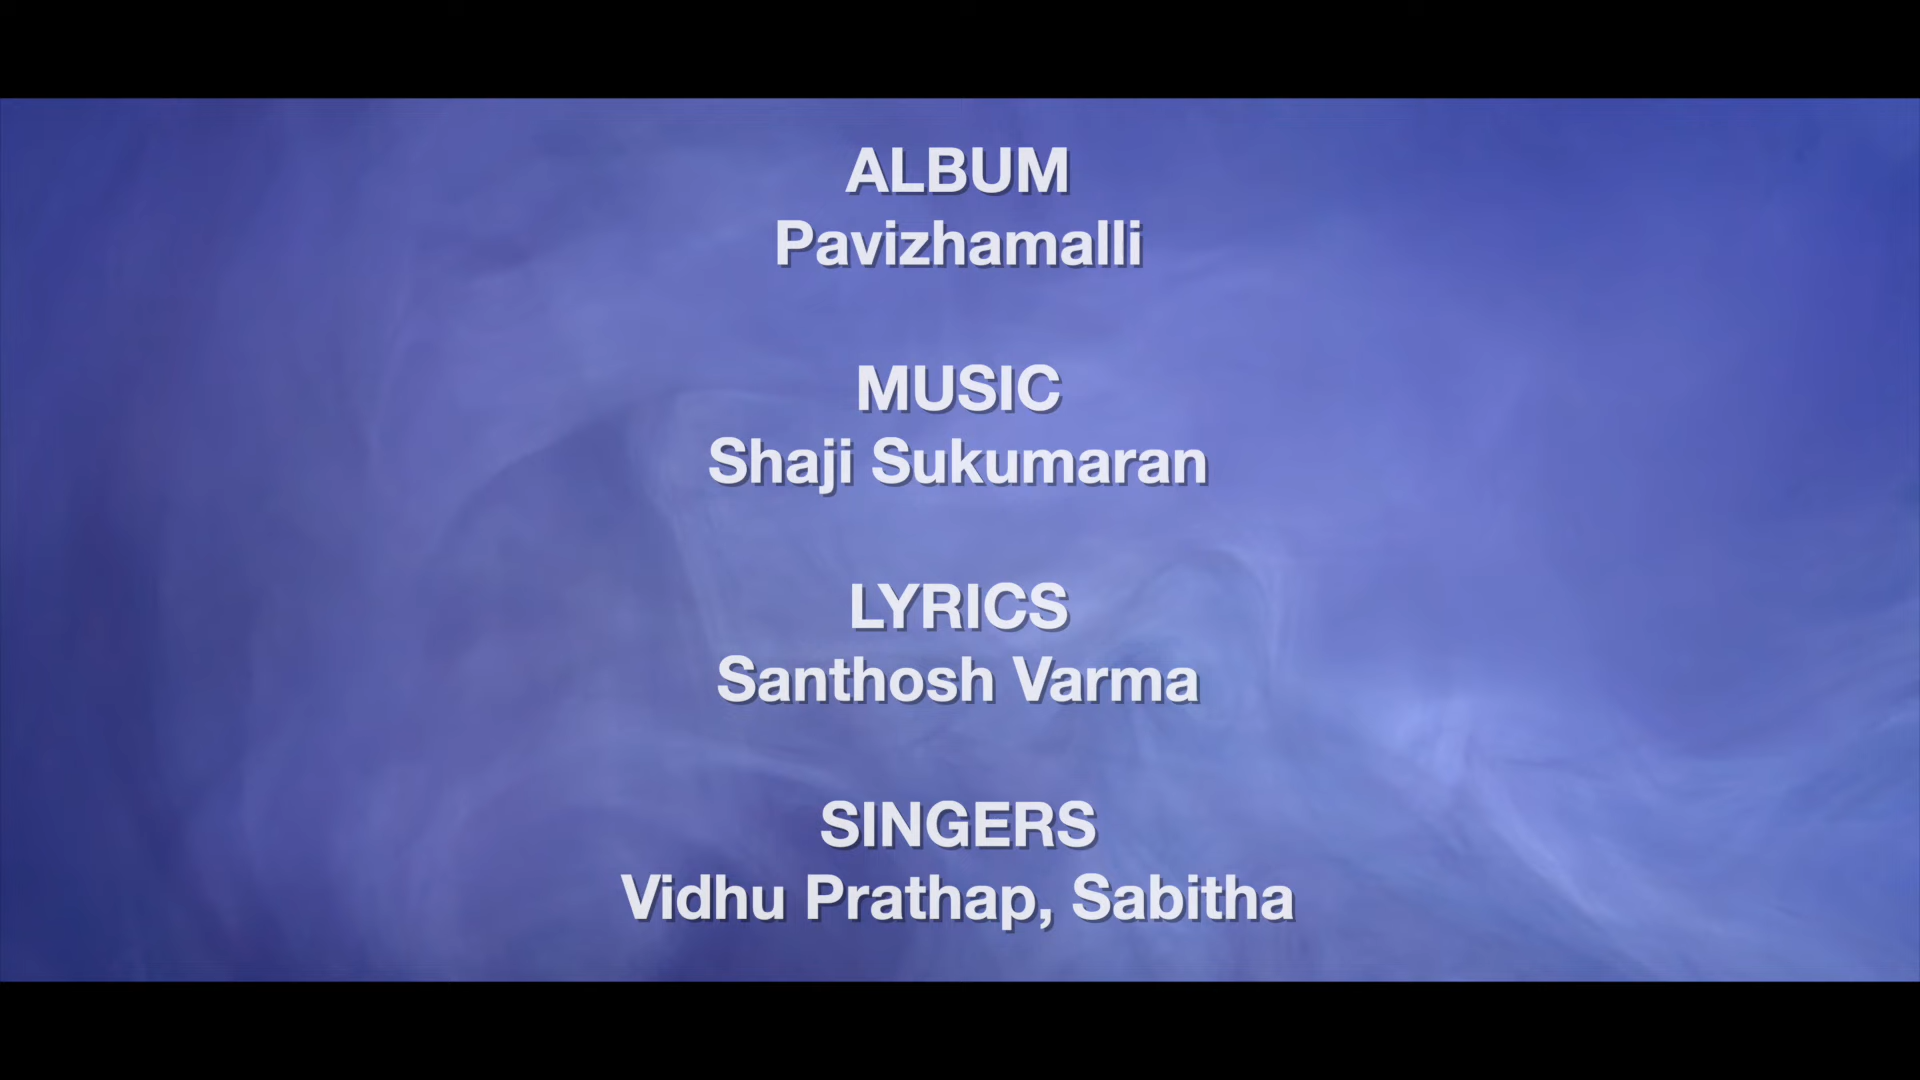 ALBUM
Pavizhamalli
MUSIC
Shaji Sukumaran
LYRICS
Santhosh Varma
SINGERS
Vidhu Prathap, Sabitha